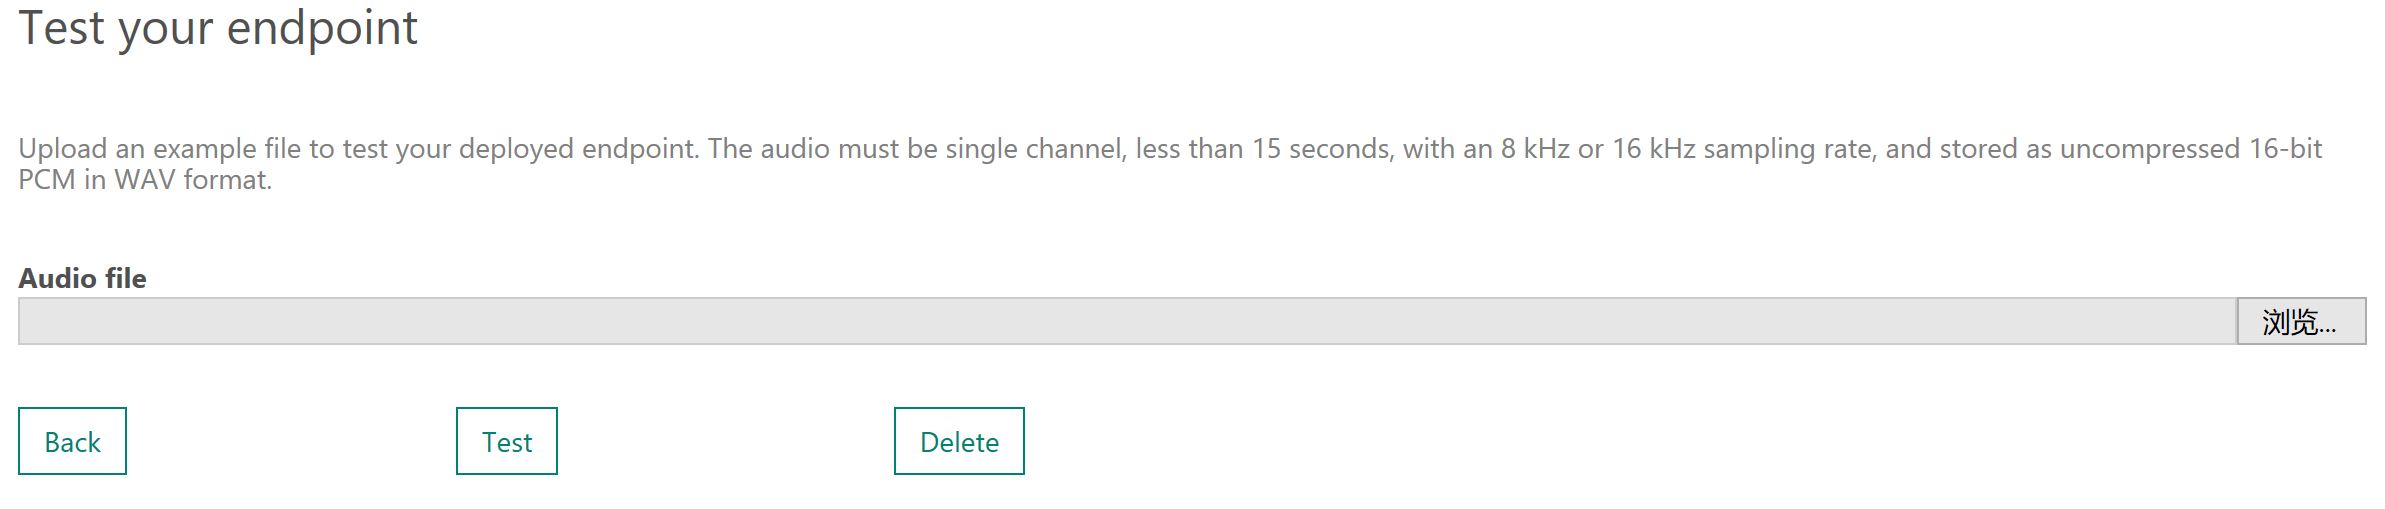 Test your endpoint
Upload an example file to test your deployed endpoint. The audio must be single channel, less than 15 seconds, with an 8 kHz or 16 kHz sampling rate, and stored as uncompressed 16-bit
PCM in WAV format.
Audio file
浏览...
Back Test Delete